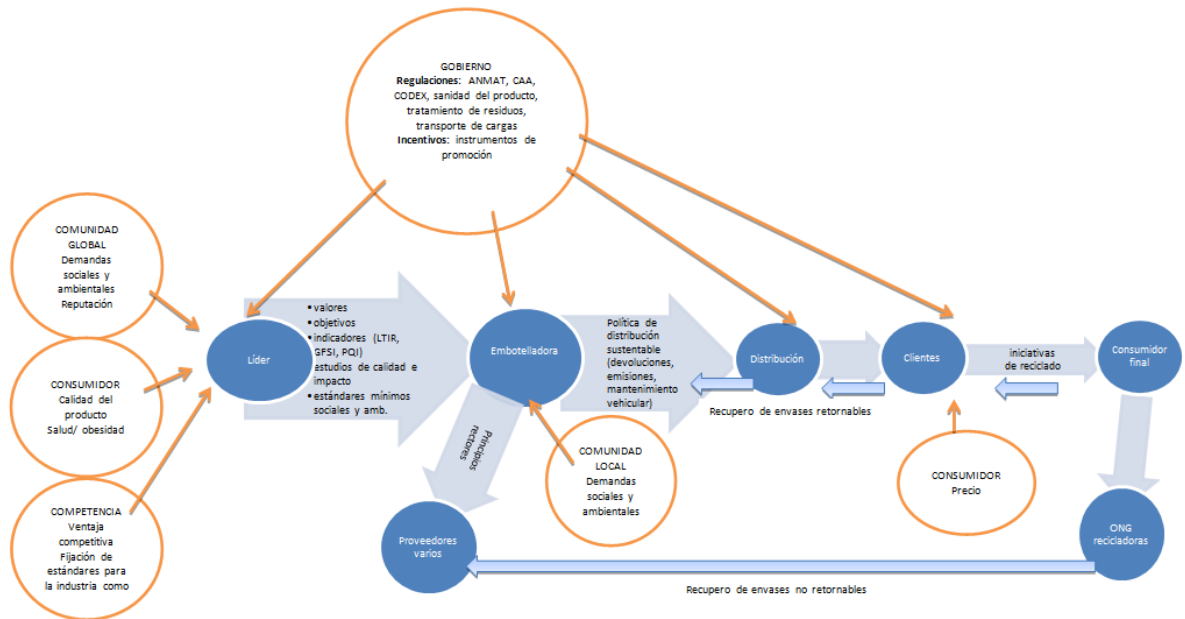 GOBIERNO
Regulaciones: ANMAT, CAA,
CODEX, sanidad del producto,
tratamiento de residuos,
transporte de cargas
Incentivos: instrumentos de
promoción
COMUNIDAD
GLOBAL
Demandas
sociales y
ambientales
Reputación
CONSUMIDOR
Calidad del
producto
Salud/ obesidad
COMPETENCIA
Ventaja
competitiva
Fijación de
estándares para
la industria como
Líder
• valores
• objetivos
• indicadores (LTIR,
GFSI, PQI)
estudios de calidad e
impacto
• estándares mínimos
sociales y amb.
Embotelladora
Política de
distribución
sustentable
(devoluciones,
emisiones,
mantenimiento
vehicular)
Distribución
Clientes
iniciativas
de reciclado
Consumidor
final
Recupero de envases retornables
Principios
rectores
COMUNIDAD
LOCAL
Demandas
sociales y
ambientales
CONSUMIDOR
Precio
Proveedores
varios
ONG
recicladoras
Recupero de envases no retornables